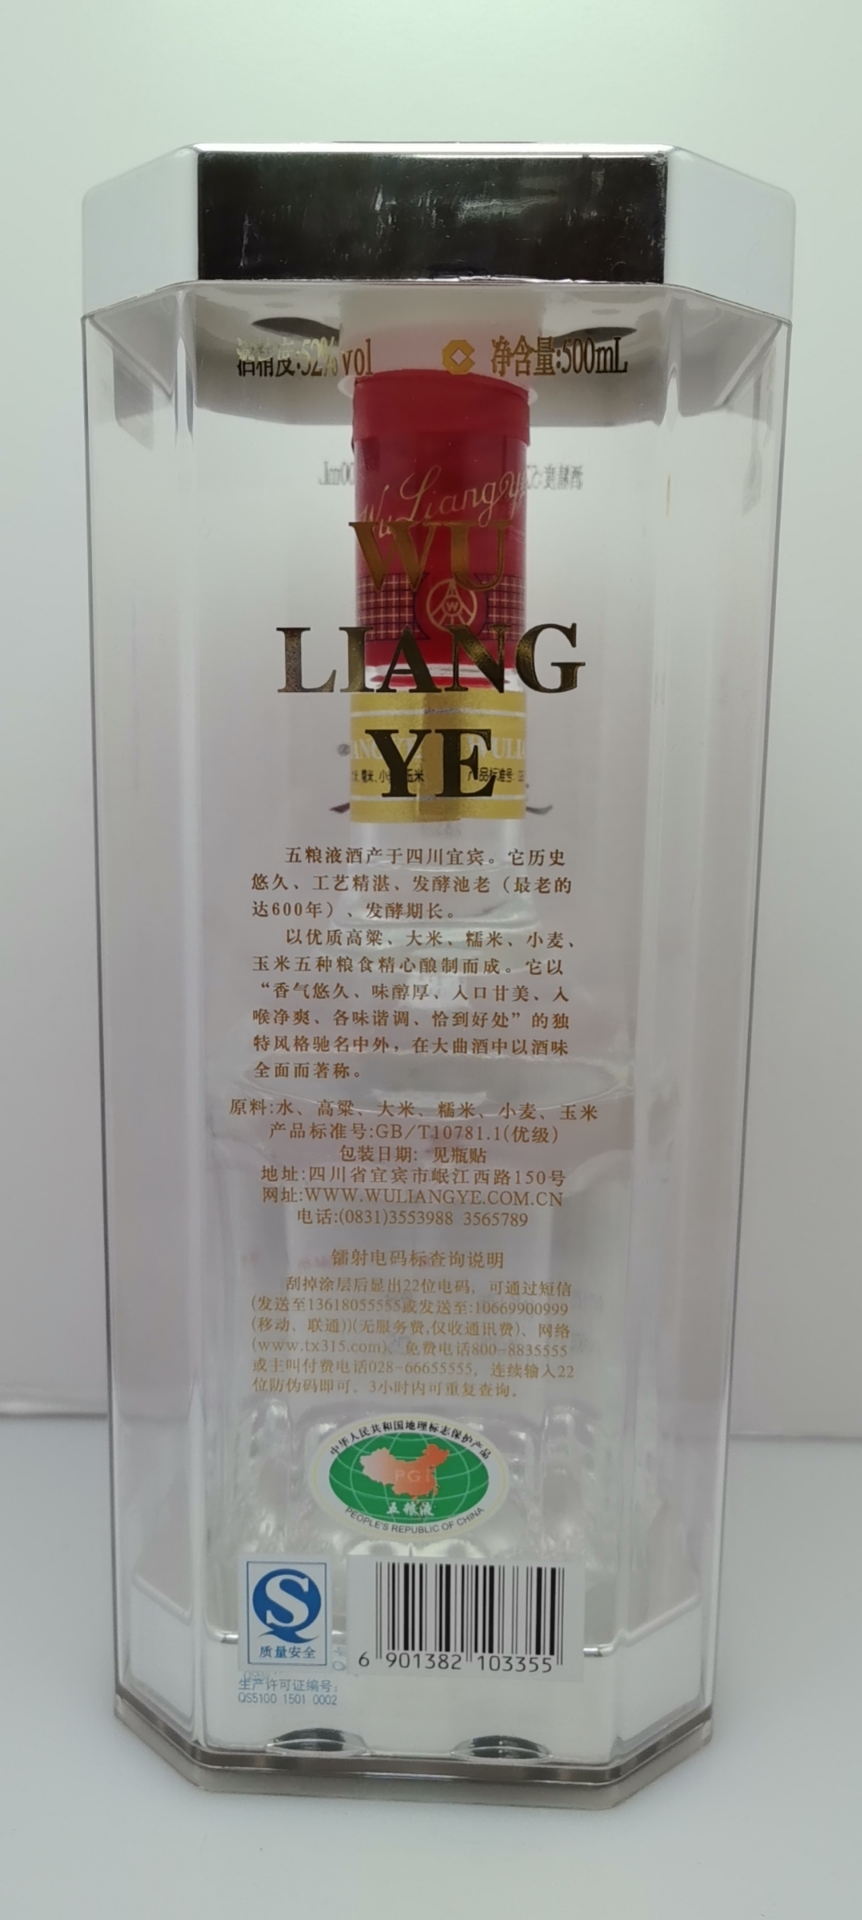 酒精度:52%vol 净含量:500mL
Wu Liangye
WU
LIANG
YE
五粮液酒产于四川宜宾。它历史
悠久、工艺精湛、发酵池老（最老的
达600年）、发酵期长。
以优质高粱、大米、糯米、小麦、
玉米五种粮食精心酿制而成。它以
“香气悠久、味醇厚、入口甘美、入
喉净爽、各味谐调、恰到好处”的独
特风格驰名中外，在大曲酒中以酒味
全面而著称。
原料:水、高粱、大米、糯米、小麦、玉米
产品标准号:GB/T10781.1(优级)
包装日期: 见瓶贴
地址:四川省宜宾市岷江西路150号
网址:WWW.WULIANGYE.COM.CN
电话:(0831)3553988 3565789
镭射电码标查询说明
刮掉涂层后显出22位电码，可通过短信
(发送至13618055555或发送至:10669900999
(移动、联通))(无服务费,仅收通讯费)、网络
(www.tx315.com)、免费电话800-8835555
或主叫付费电话028-66655555，连续输入22
位防伪码即可。3小时内可重复查询。
中华人民共和国地理标志保护产品
PGI
五粮液
PEOPLE'S REPUBLIC OF CHINA
质量安全
6 901382 103355
生产许可证编号:
QS5100 1501 0002